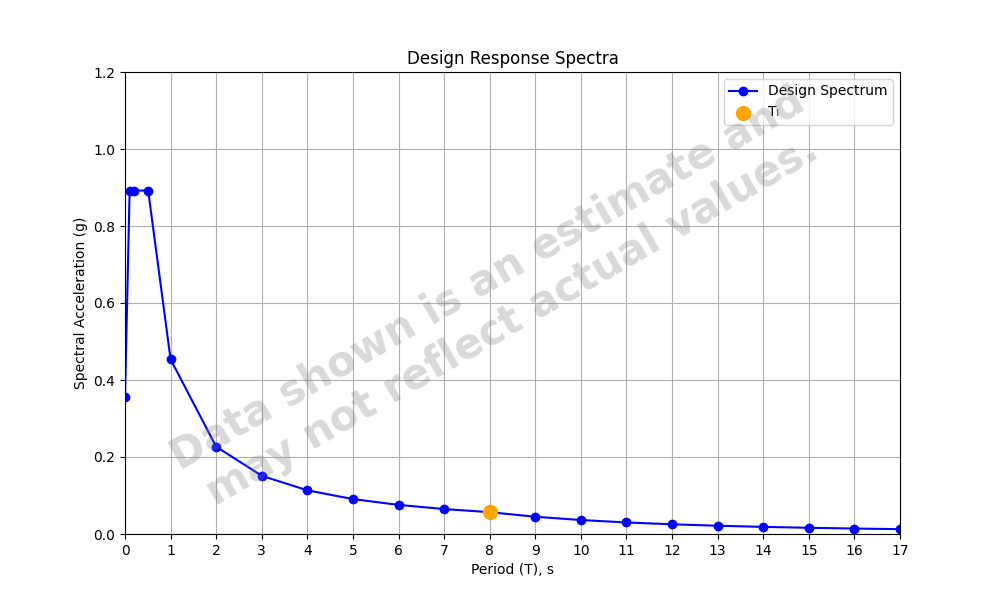 Design Response Spectra
1.2
1.0
0.8
0.6
0.4
0.2
0.0
Spectral Acceleration (g)
Design Spectrum
Tₗ
Data shown is an estimate and
may not reflect actual values.
0 1 2 3 4 5 6 7 8 9 10 11 12 13 14 15 16 17
Period (T), s